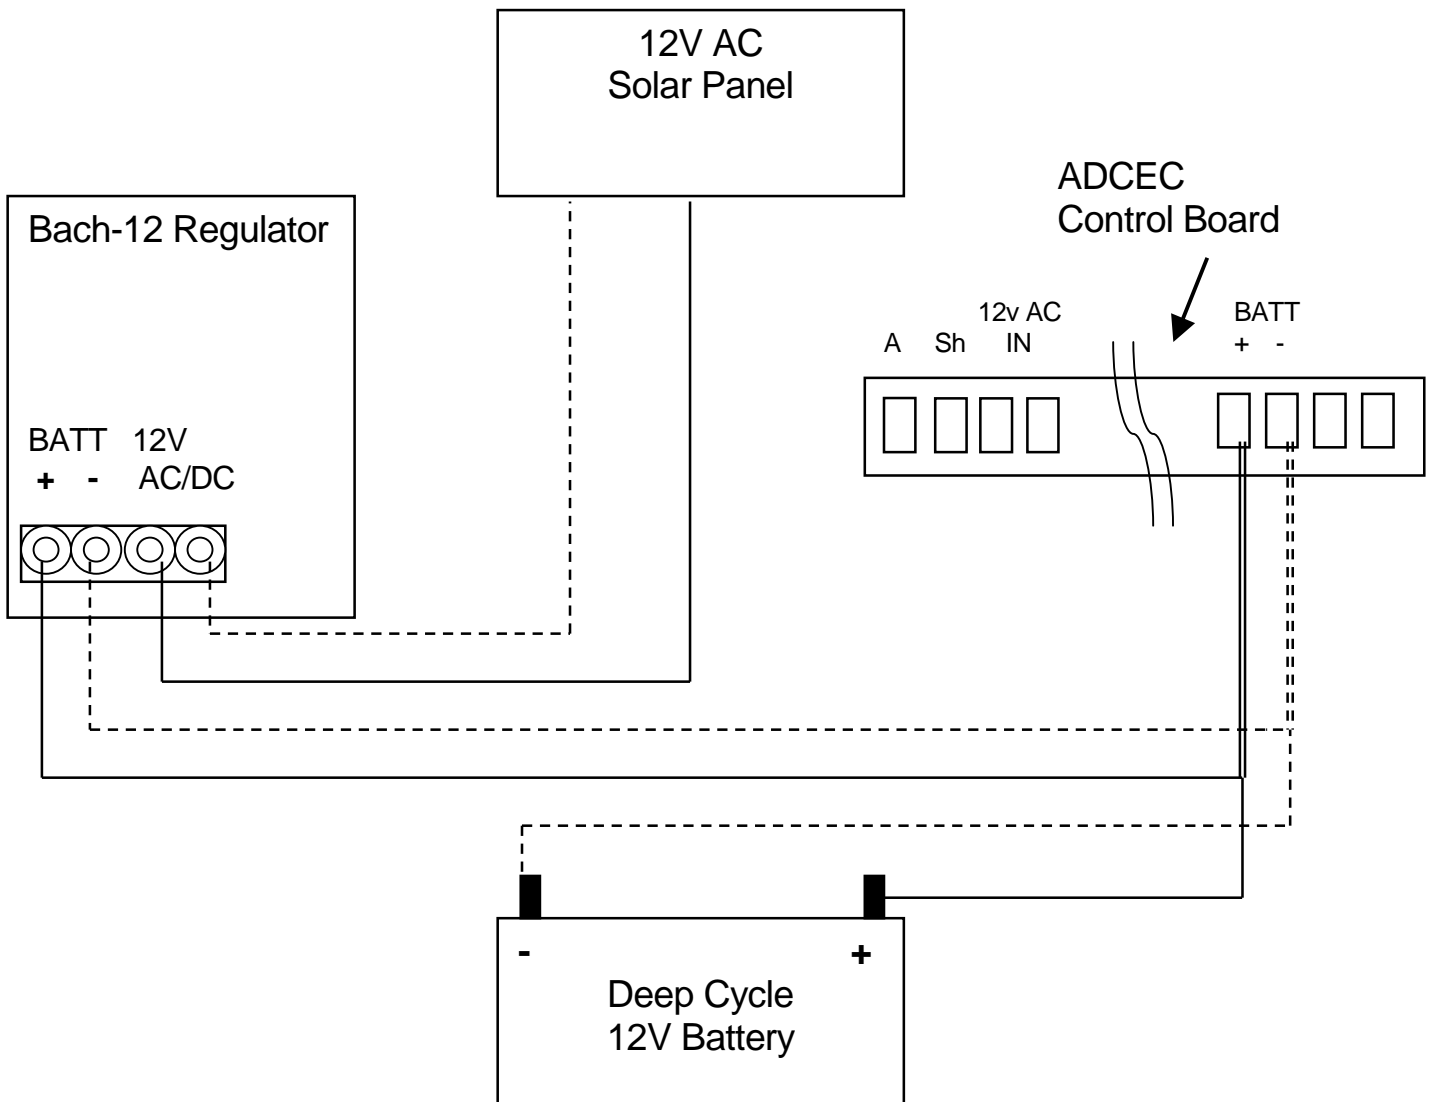 12V AC
Solar Panel
ADCEC
Control Board
Bach-12 Regulator
12v AC
BATT
A Sh IN
+ -
BATT 12V
+ - AC/DC
- +
Deep Cycle
12V Battery